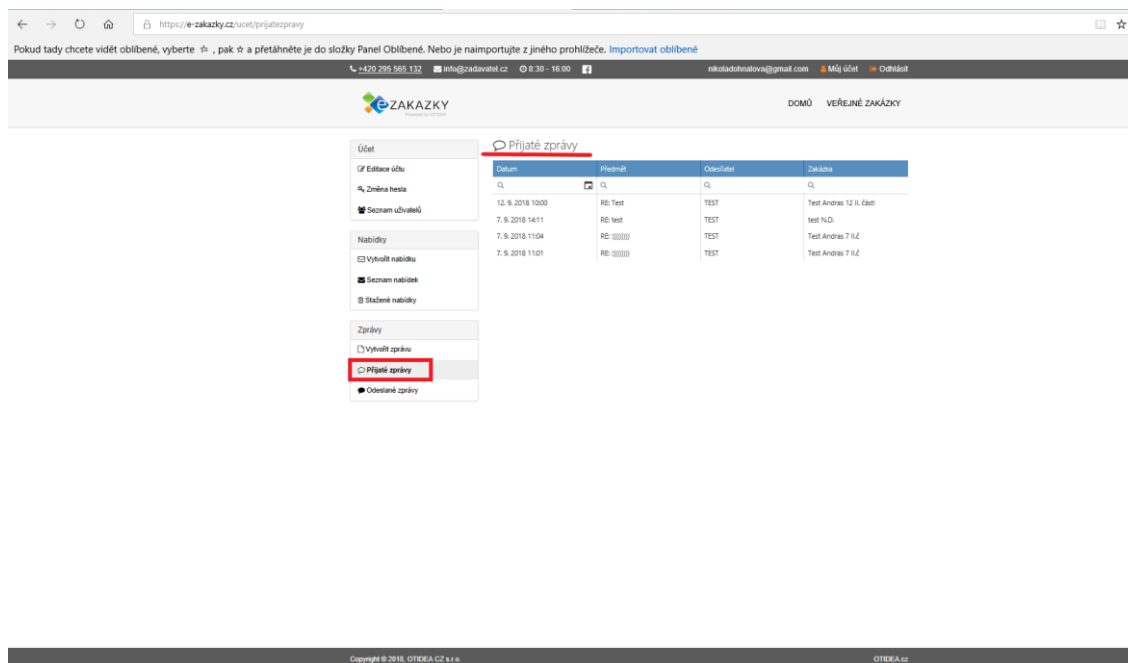 https://e-zakazky.cz/ucet/prijatezpravy
Pokud tady chcete vidět oblíbené, vyberte , pak ☆ a přetáhněte je do složky Panel Oblíbené. Nebo je naimportujte z jiného prohlížeče. Importovat oblíbené
+420 295 565 132 info@zadavatel.cz 8:30 - 16:00 nikoladohnalova@gmail.com Můj účet Odhlásit
eZAKAZKY DOMŮ VEŘEJNÉ ZAKÁZKY
Powered by OTIDEA
Účet
Editace účtu
Změna hesla
Seznam uživatelů
Nabídky
Vytvořit nabídku
Seznam nabídek
Stažené nabídky
Zprávy
Vytvořit zprávu
Přijaté zprávy
Odeslané zprávy
Přijaté zprávy
Datum Předmět Odesílatel Zakázka
12. 9. 2018 10:00 RE: Test TEST Test Andras 12 II. části
7. 9. 2018 14:11 RE: test TEST test N.D.
7. 9. 2018 11:04 TEST Test Andras 7 II.č
7. 9. 2018 11:01 TEST Test Andras 7 II.č
Copyright © 2018, OTIDEA CZ s.r.o. OTIDEA.cz